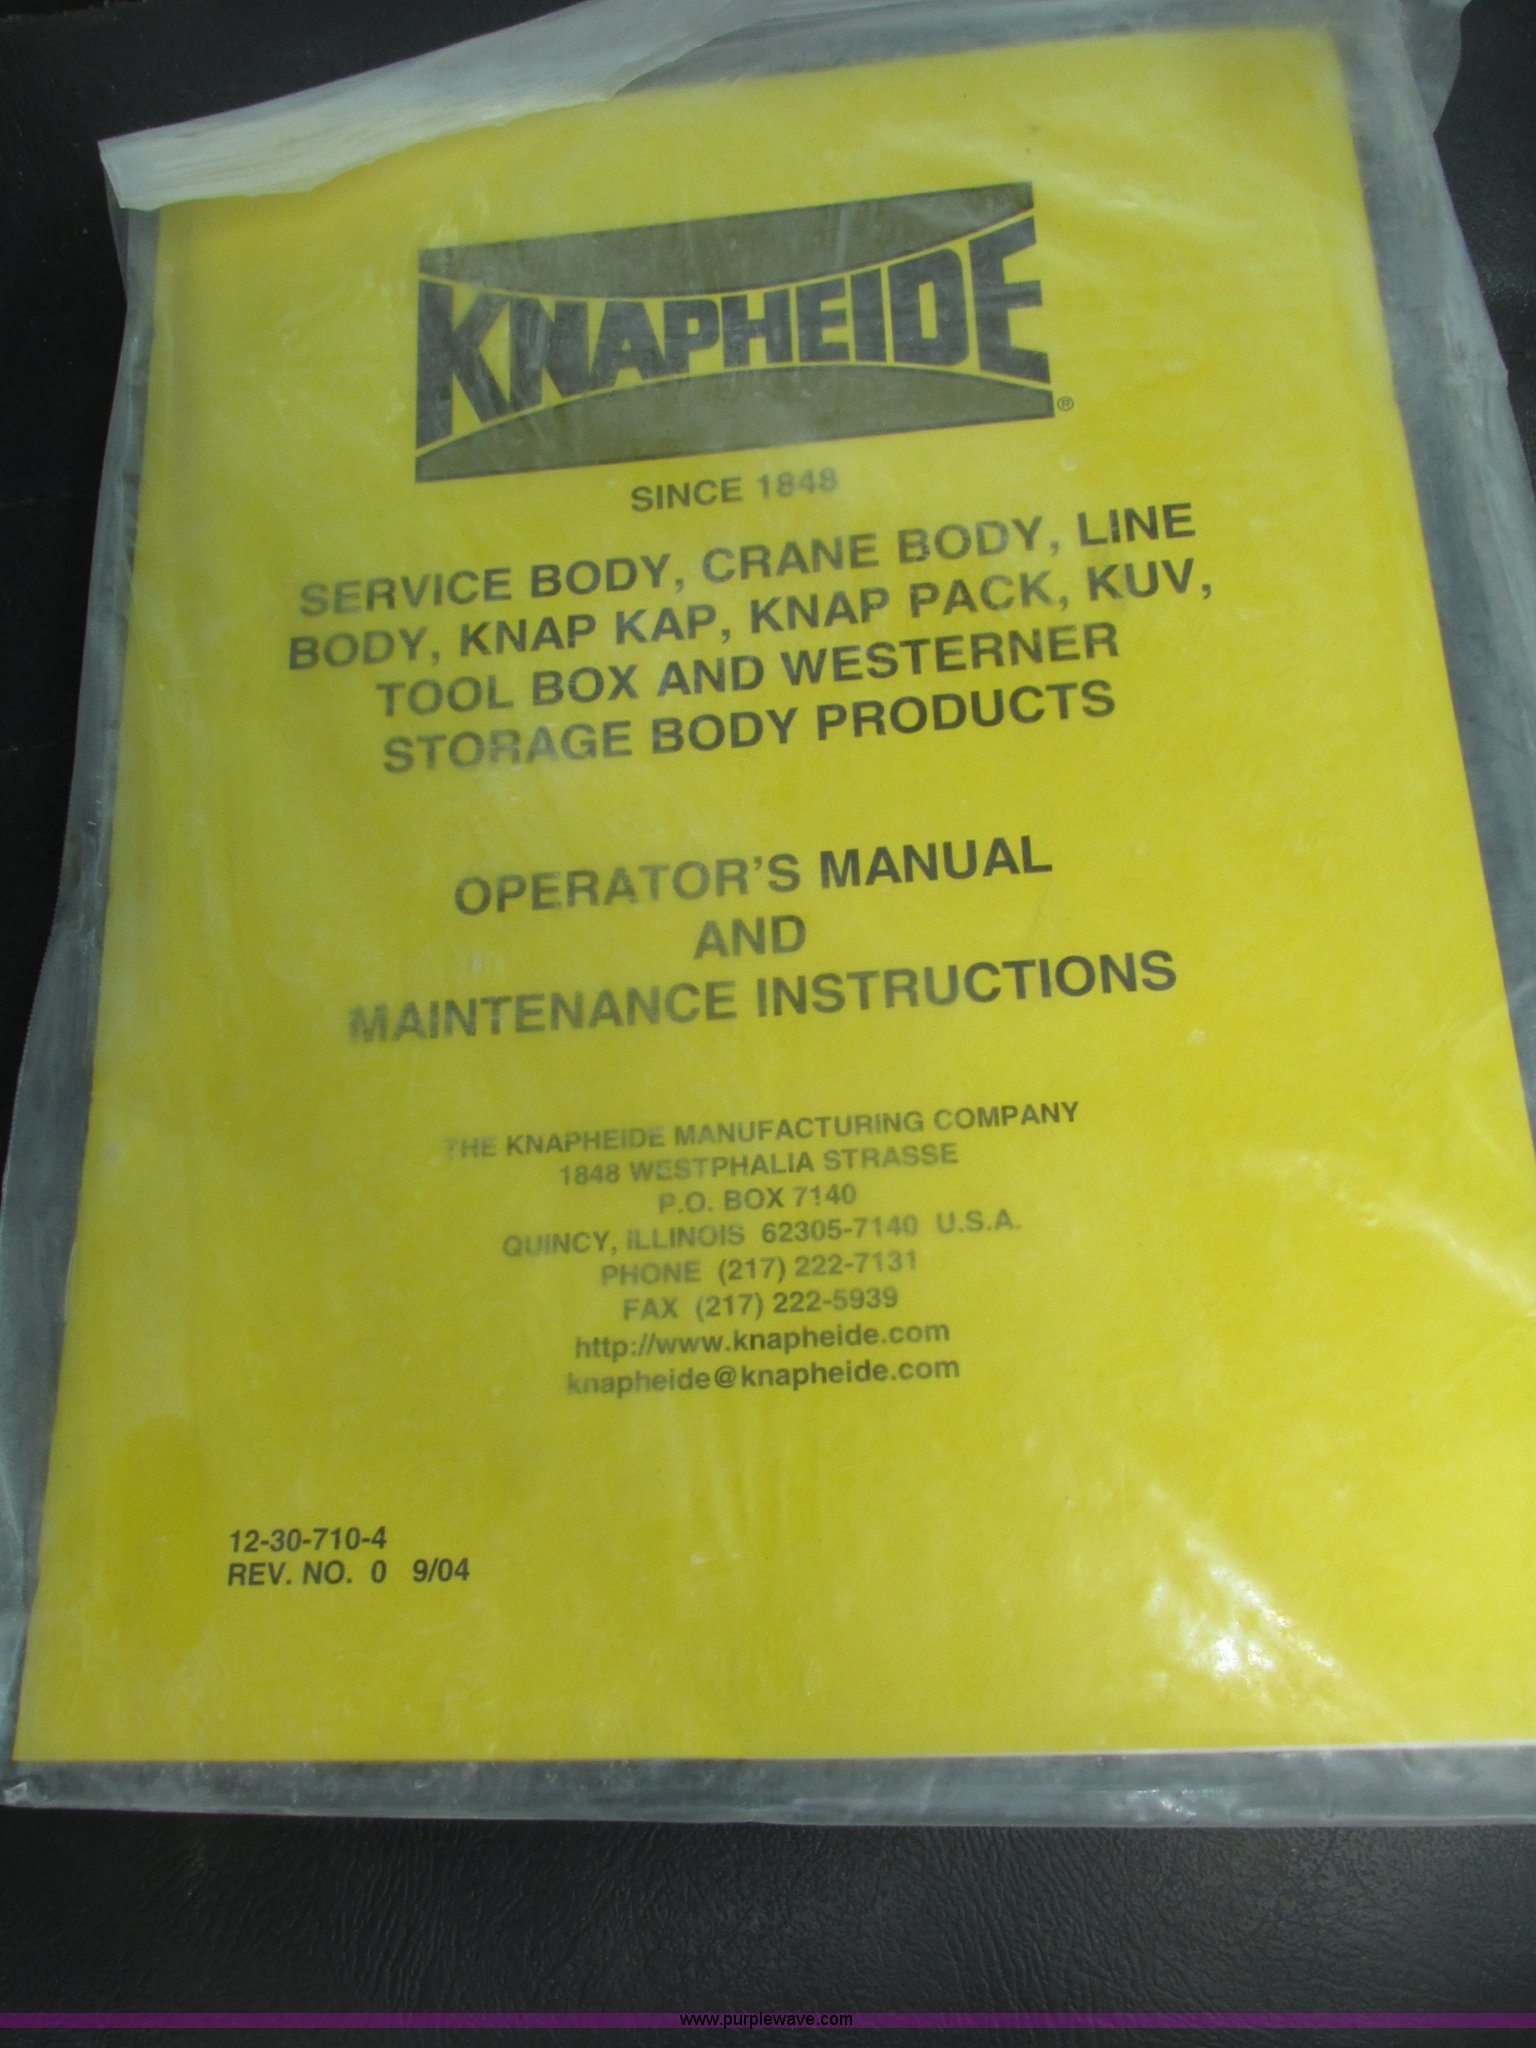 KNAPHEIDE®
SINCE 1848
SERVICE BODY, CRANE BODY, LINE
BODY, KNAP KAP, KNAP PACK, KUV,
TOOL BOX AND WESTERNER
STORAGE BODY PRODUCTS
OPERATOR'S MANUAL
AND
MAINTENANCE INSTRUCTIONS
THE KNAPHEIDE MANUFACTURING COMPANY
1848 WESTPHALIA STRASSE
P.O. BOX 7140
QUINCY, ILLINOIS 62305-7140 U.S.A.
PHONE (217) 222-7131
FAX (217) 222-5939
http://www.knapheide.com
knapheide@knapheide.com
12-30-710-4
REV. NO. 0 9/04
www.purplewave.com